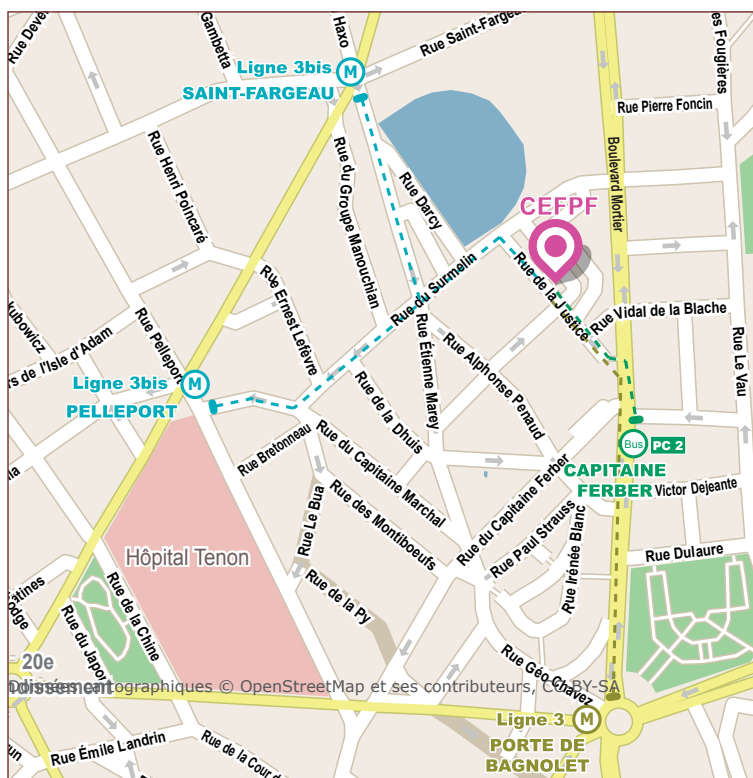 Haxo
Gambetta
Rue Saint-Fargeau
Ligne 3bis
M
SAINT-FARGEAU
Rue Pierre Foncin
Boulevard Mortier
Rue Henri Poincaré
Rue du Groupe Manouchian
Rue Darcy
CEFPF
Rue du Surmelin
Rue de la Justice
Rue Ernest Lefèvre
Rue Pelleport
Rue Vidal de la Blache
Rue Le Vau
Rue Étienne Marey
Rue Alphonse Penaud
Ligne 3bis
M
PELLEPORT
Rue de la Dhuis
Rue Bretonneau
Rue du Capitaine Marchal
Bus
PC 2
CAPITAINE
FERBER
Rue du Capitaine Ferber
Victor Dejeante
Rue Le Bua
Rue des Montiboeufs
Rue Paul Strauss
Rue Irénée Blanc
Rue Dulaure
Hôpital Tenon
Rue de la Py
Rue de la Chine
Rue du Japon
20e
Rue Géo Chavez
cartographiques © OpenStreetMap et ses contributeurs, CC-BY-SA
Ligne 3
M
PORTE DE
BAGNOLET
Rue Émile Landrin
Rue de la Cour d
es Fougères
s de l'Isle d'Adam
kubowicz